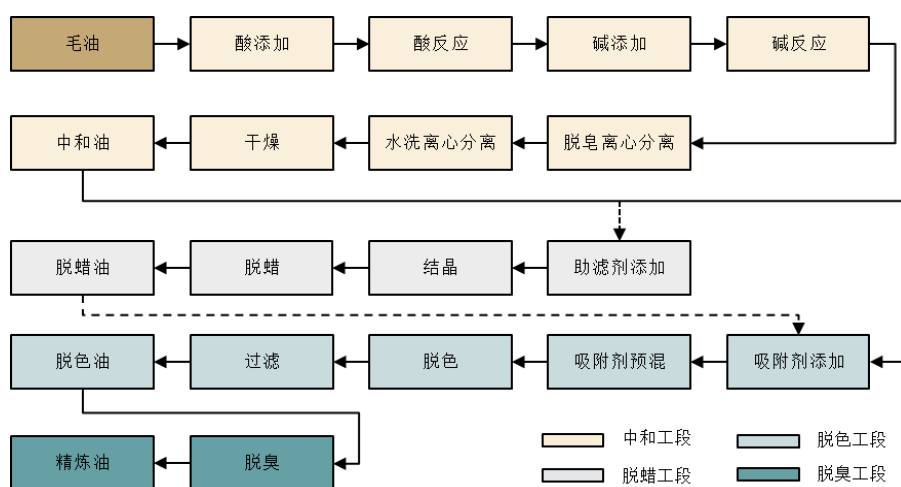 毛油
酸添加
酸反应
碱添加
碱反应
中和油
干燥
水洗离心分离
脱皂离心分离
脱蜡油
脱蜡
结晶
助滤剂添加
脱色油
过滤
脱色
吸附剂预混
吸附剂添加
精炼油
脱臭
中和工段
脱色工段
脱蜡工段
脱臭工段